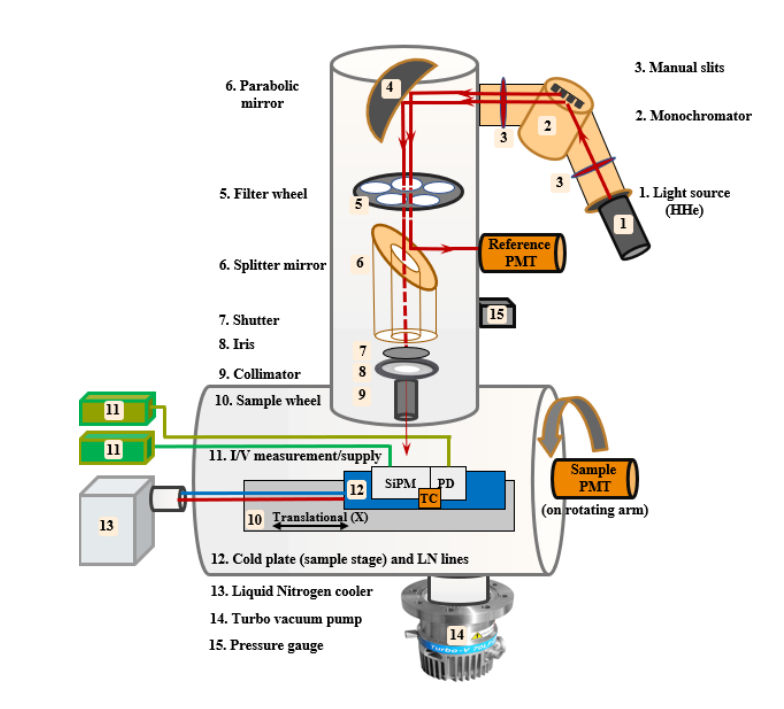 6. Parabolic
mirror
4
3. Manual slits
2
3
2. Monochromator
3
5. Filter wheel
5
1. Light source
(HHe)
1
Reference
PMT
6. Splitter mirror
6
15
7. Shutter
7
8. Iris
8
9. Collimator
9
10. Sample wheel
11
11
11. I/V measurement/supply
Sample
PMT
(on rotating arm)
SiPM
PD
TC
12
13
10
Translational (X)
12. Cold plate (sample stage) and LN lines
13. Liquid Nitrogen cooler
14. Turbo vacuum pump
15. Pressure gauge
14
Turbo-V